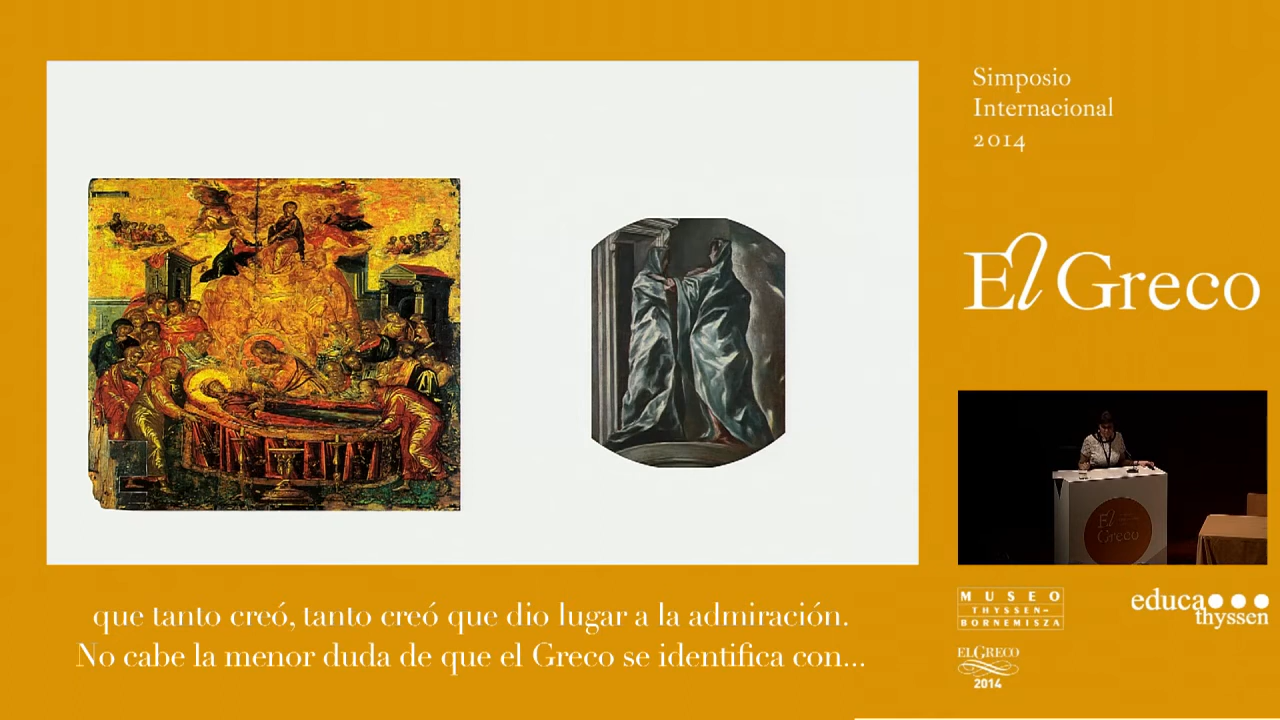 Simposio
Internacional
2014
El Greco
El
Greco
que tanto creó, tanto creó que dio lugar a la admiración.
No cabe la menor duda de que el Greco se identifica con...
MUSEO
THYSSEN-
BORNEMISZA
educa
thyssen
ELGRECO
2014